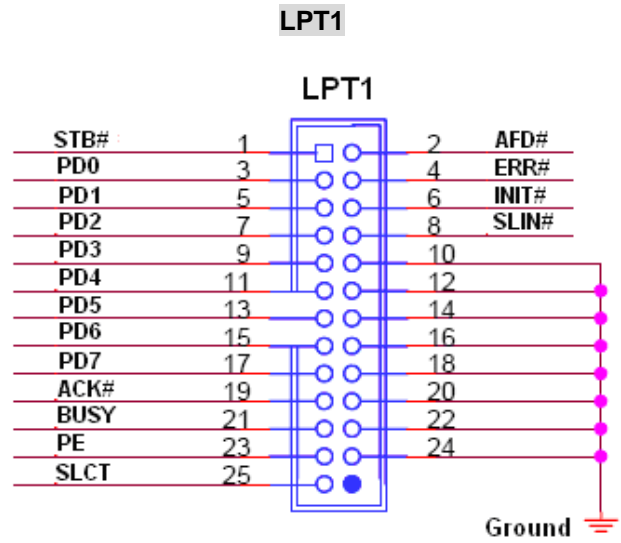 LPT1
LPT1
STB# 1 2 AFD#
PD0 3 4 ERR#
PD1 5 6 INIT#
PD2 7 8 SLIN#
PD3 9 10
PD4 11 12
PD5 13 14
PD6 15 16
PD7 17 18
ACK# 19 20
BUSY 21 22
PE 23 24
SLCT 25
Ground